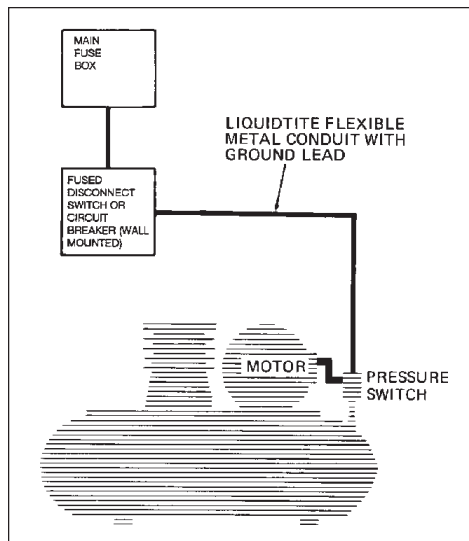 MAIN
FUSE
BOX
LIQUIDTITE FLEXIBLE
METAL CONDUIT WITH
GROUND LEAD
FUSED
DISCONNECT
SWITCH OR
CIRCUIT
BREAKER (WALL
MOUNTED)
MOTOR
PRESSURE
SWITCH